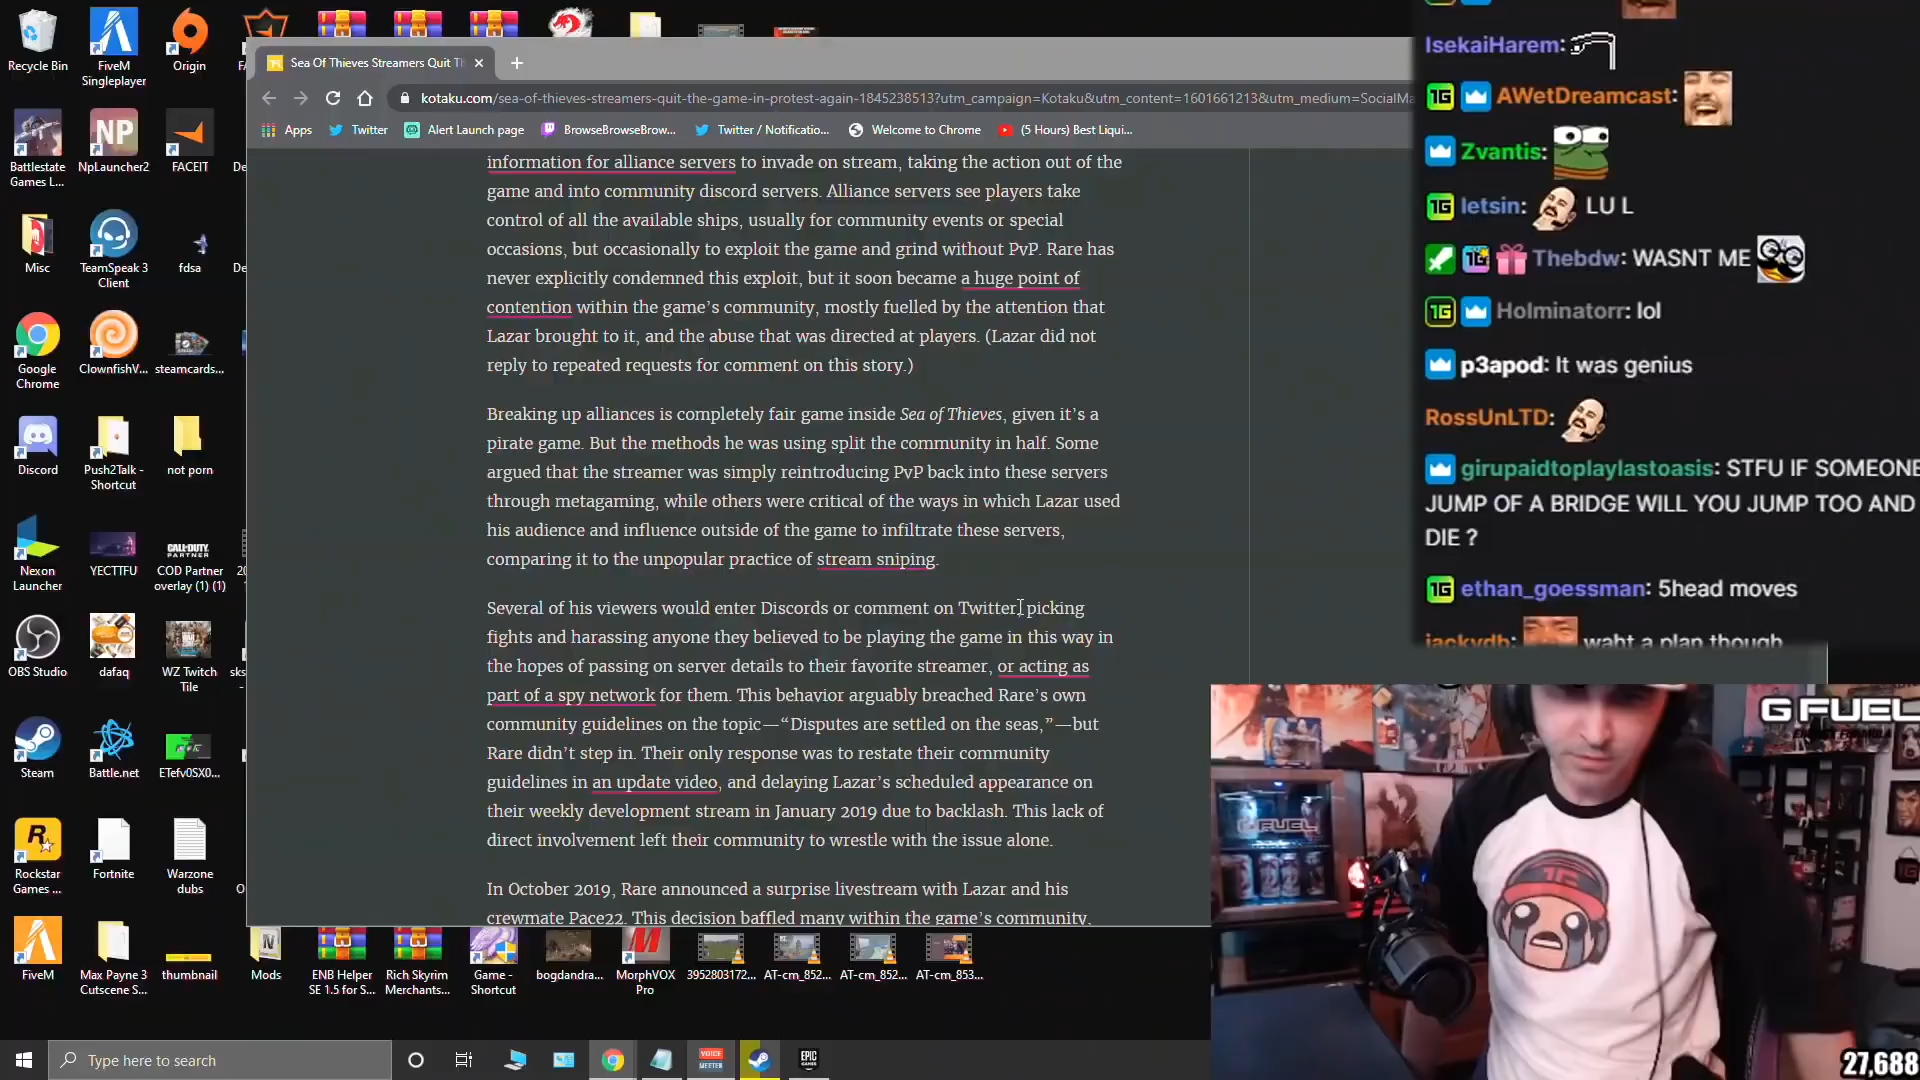 Recycle Bin
FiveM
Singleplayer
Origin
Battlestate
Games L...
NpLauncher2
FACEIT
Misc
TeamSpeak 3
Client
fdsa
Google
Chrome
ClownfishV...
steamcards...
Discord
Push2Talk -
Shortcut
not porn
Nexon
Launcher
YECTTFU
COD Partner
overlay (1) (1)
OBS Studio
dafaq
WZ Twitch
Tile
Steam
Battle.net
ETefv0SX0...
Rockstar
Games ...
Fortnite
Warzone
dubs
FiveM
Max Payne 3
Cutscene S...
thumbnail
Mods
ENB Helper
SE 1.5 for S...
Rich Skyrim
Merchants...
Game -
Shortcut
bogdandra...
MorphVOX
Pro
3952803172...
AT-cm_852...
AT-cm_852...
AT-cm_853...
Sea Of Thieves Streamers Quit Th
kotaku.com/sea-of-thieves-streamers-quit-the-game-in-protest-again-1845238513?utm_campaign=Kotaku&utm_content=1601661213&utm_medium=SocialMa
Apps
Twitter
Alert Launch page
BrowseBrowseBrow...
Twitter / Notificatio...
Welcome to Chrome
(5 Hours) Best Liqui...
information for alliance servers to invade on stream, taking the action out of the
game and into community discord servers. Alliance servers see players take
control of all the available ships, usually for community events or special
occasions, but occasionally to exploit the game and grind without PvP. Rare has
never explicitly condemned this exploit, but it soon became a huge point of
contention within the game’s community, mostly fuelled by the attention that
Lazar brought to it, and the abuse that was directed at players. (Lazar did not
reply to repeated requests for comment on this story.)
Breaking up alliances is completely fair game inside Sea of Thieves, given it’s a
pirate game. But the methods he was using split the community in half. Some
argued that the streamer was simply reintroducing PvP back into these servers
through metagaming, while others were critical of the ways in which Lazar used
his audience and influence outside of the game to infiltrate these servers,
comparing it to the unpopular practice of stream sniping.
Several of his viewers would enter Discords or comment on Twitter, picking
fights and harassing anyone they believed to be playing the game in this way in
the hopes of passing on server details to their favorite streamer, or acting as
part of a spy network for them. This behavior arguably breached Rare’s own
community guidelines on the topic—“Disputes are settled on the seas,”—but
Rare didn’t step in. Their only response was to restate their community
guidelines in an update video, and delaying Lazar’s scheduled appearance on
their weekly development stream in January 2019 due to backlash. This lack of
direct involvement left their community to wrestle with the issue alone.
In October 2019, Rare announced a surprise livestream with Lazar and his
crewmate Pace22. This decision baffled many within the game’s community,
IsekaiHarem:
AWetDreamcast:
Zvantis:
letsin: LU L
Thebdw: WASNT ME
Holminatorr: lol
p3apod: It was genius
RossUnLTD:
girupaidtoplaylastoasis: STFU IF SOMEONE
JUMP OF A BRIDGE WILL YOU JUMP TOO AND
DIE ?
ethan_goessman: 5head moves
jackydb: waht a plan though
G FUEL
ENERGY FORMULA
G FUEL
1G
27,688
Type here to search
VOICE
MEETER
EPIC
GAMES